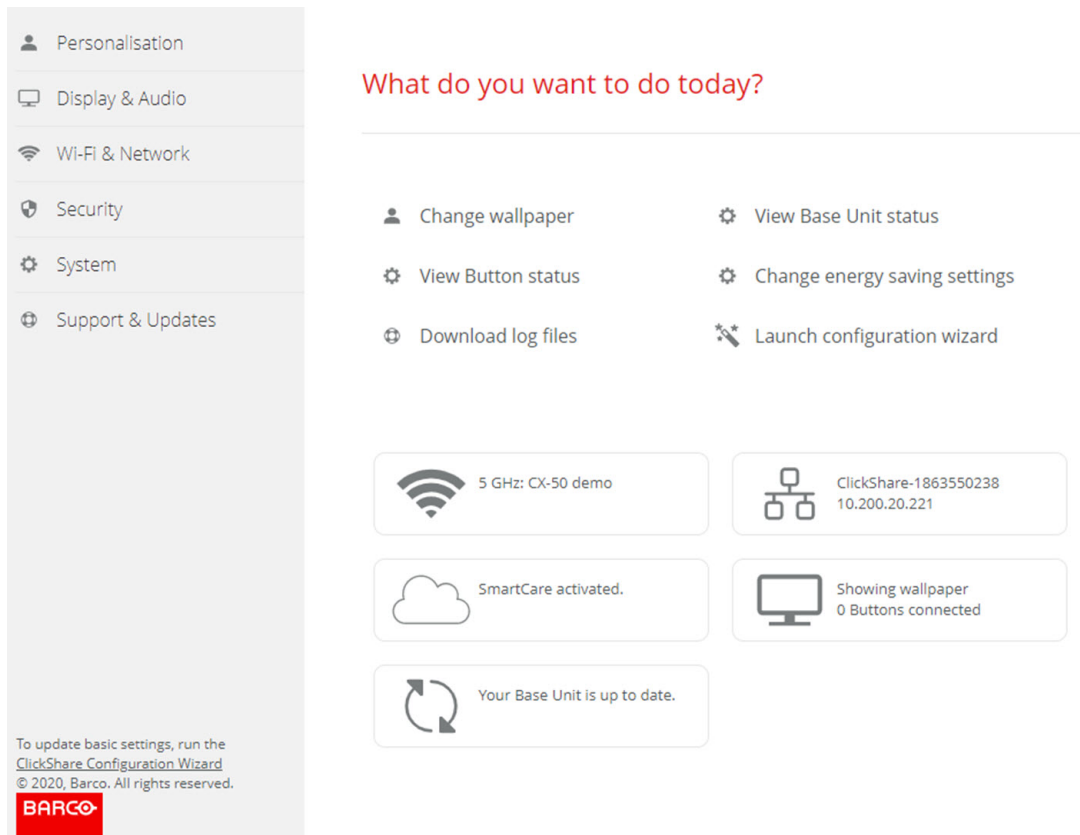 Personalisation
Display & Audio
Wi-Fi & Network
Security
System
Support & Updates
To update basic settings, run the
ClickShare Configuration Wizard
© 2020, Barco. All rights reserved.
BARCO
What do you want to do today?
Change wallpaper
View Base Unit status
View Button status
Change energy saving settings
Download log files
Launch configuration wizard
5 GHz: CX-50 demo
ClickShare-1863550238
10.200.20.221
SmartCare activated.
Showing wallpaper
0 Buttons connected
Your Base Unit is up to date.